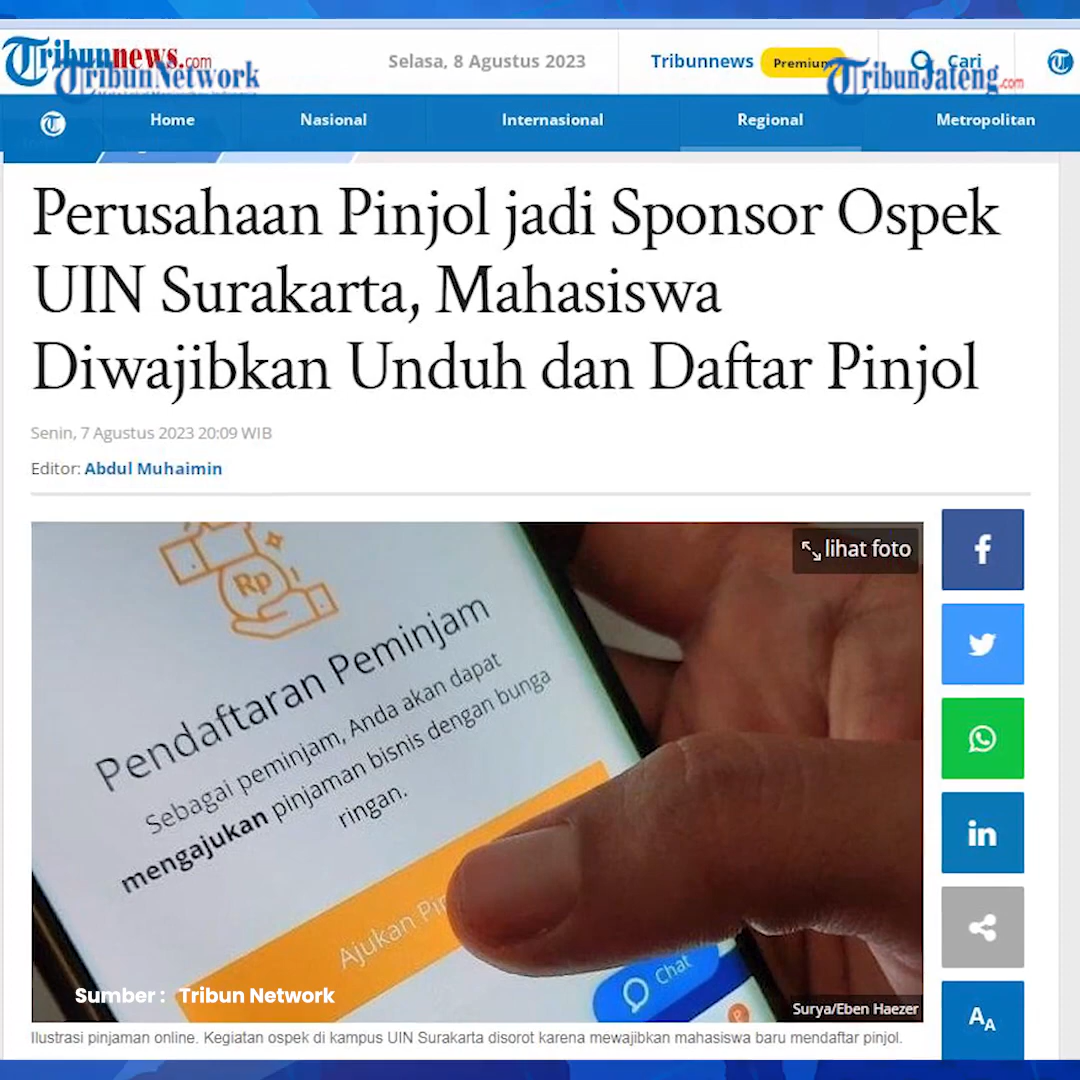 Tribunnews.com
TribunNetwork
Selasa, 8 Agustus 2023
Tribunnews
Premium
Cari
TribunJateng.com
Home
Nasional
Internasional
Regional
Metropolitan
Perusahaan Pinjol jadi Sponsor Ospek
UIN Surakarta, Mahasiswa
Diwajibkan Unduh dan Daftar Pinjol
Senin, 7 Agustus 2023 20:09 WIB
Editor: Abdul Muhaimin
lihat foto
Rp
Pendaftaran Peminjam
Sebagai peminjam, Anda akan dapat
mengajukan pinjaman bisnis dengan bunga
ringan.
Ajukan
Chat
Sumber : Tribun Network
Surya/Eben Haezer
Ilustrasi pinjaman online. Kegiatan ospek di kampus UIN Surakarta disorot karena mewajibkan mahasiswa baru mendaftar pinjol.
AA